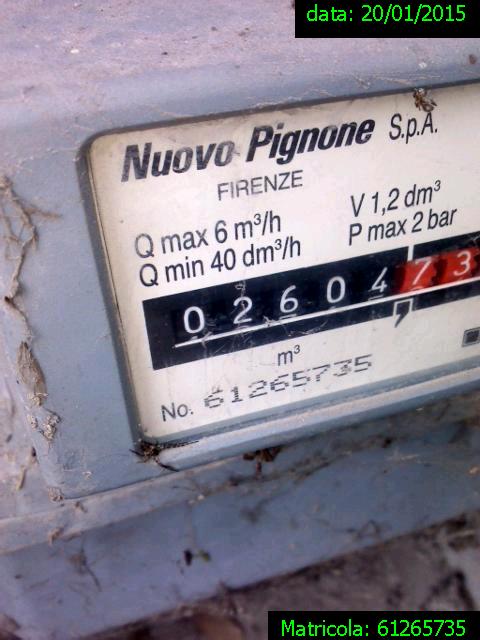 data: 20/01/2015
Nuovo Pignone S.p.A.
FIRENZE
Q max 6 m³/h
V 1,2 dm³
Q min 40 dm³/h
P max 2 bar
0 2 6 0 4 , 7 3
m³
No. 61265735
Matricola: 61265735